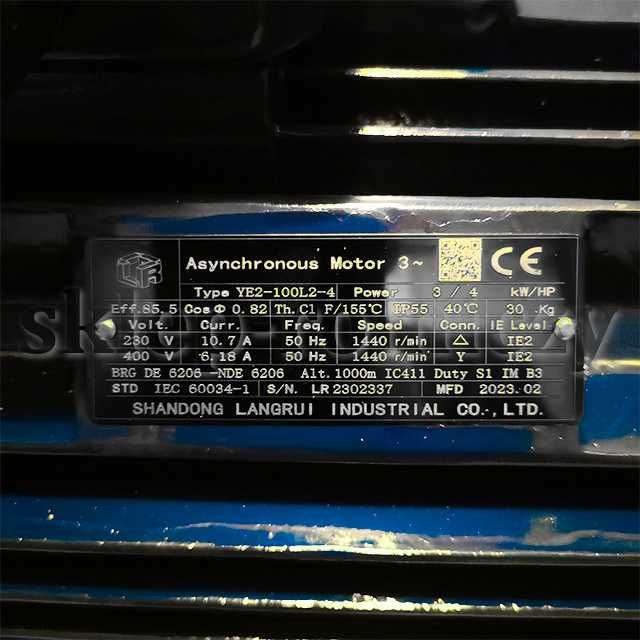 Asynchronous Motor 3~ CE
Type YE2-100L2-4 Power 3 / 4 kW/HP
Eff.85.5 Cos Φ 0.82 Th.Cl F/155℃ IP55 40℃ 30 .Kg
Volt. Curr. Freq. Speed Conn. IE Level
230 V 10.7 A 50 Hz 1440 r/min △ IE2
400 V 6.18 A 50 Hz 1440 r/min Y IE2
BRG DE 6206 NDE 6206 Alt.1000m IC411 Duty S1 IM B3
STD IEC 60034-1 S/N. LR2302337 MFD 2023.02
SHANDONG LANGRUI INDUSTRIAL CO.,LTD.